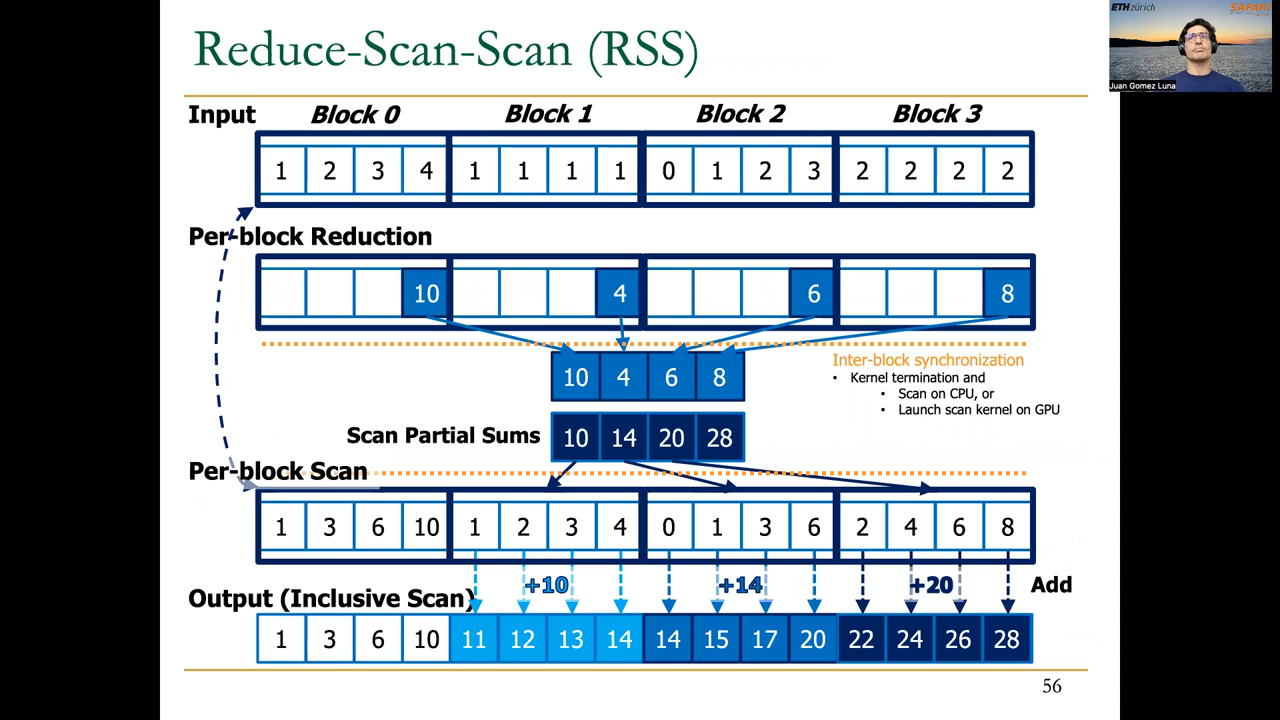 Reduce-Scan-Scan (RSS)
ETH zürich
SAFARI
Juan Gomez Luna
Input Block 0 Block 1 Block 2 Block 3
1 2 3 4 1 1 1 1 0 1 2 3 2 2 2 2
Per-block Reduction
10 4 6 8
Inter-block synchronization
10 4 6 8
• Kernel termination and
• Scan on CPU, or
• Launch scan kernel on GPU
Scan Partial Sums 10 14 20 28
Per-block Scan
1 3 6 10 1 2 3 4 0 1 3 6 2 4 6 8
+10 +14 +20 Add
Output (Inclusive Scan)
1 3 6 10 11 12 13 14 14 15 17 20 22 24 26 28
56